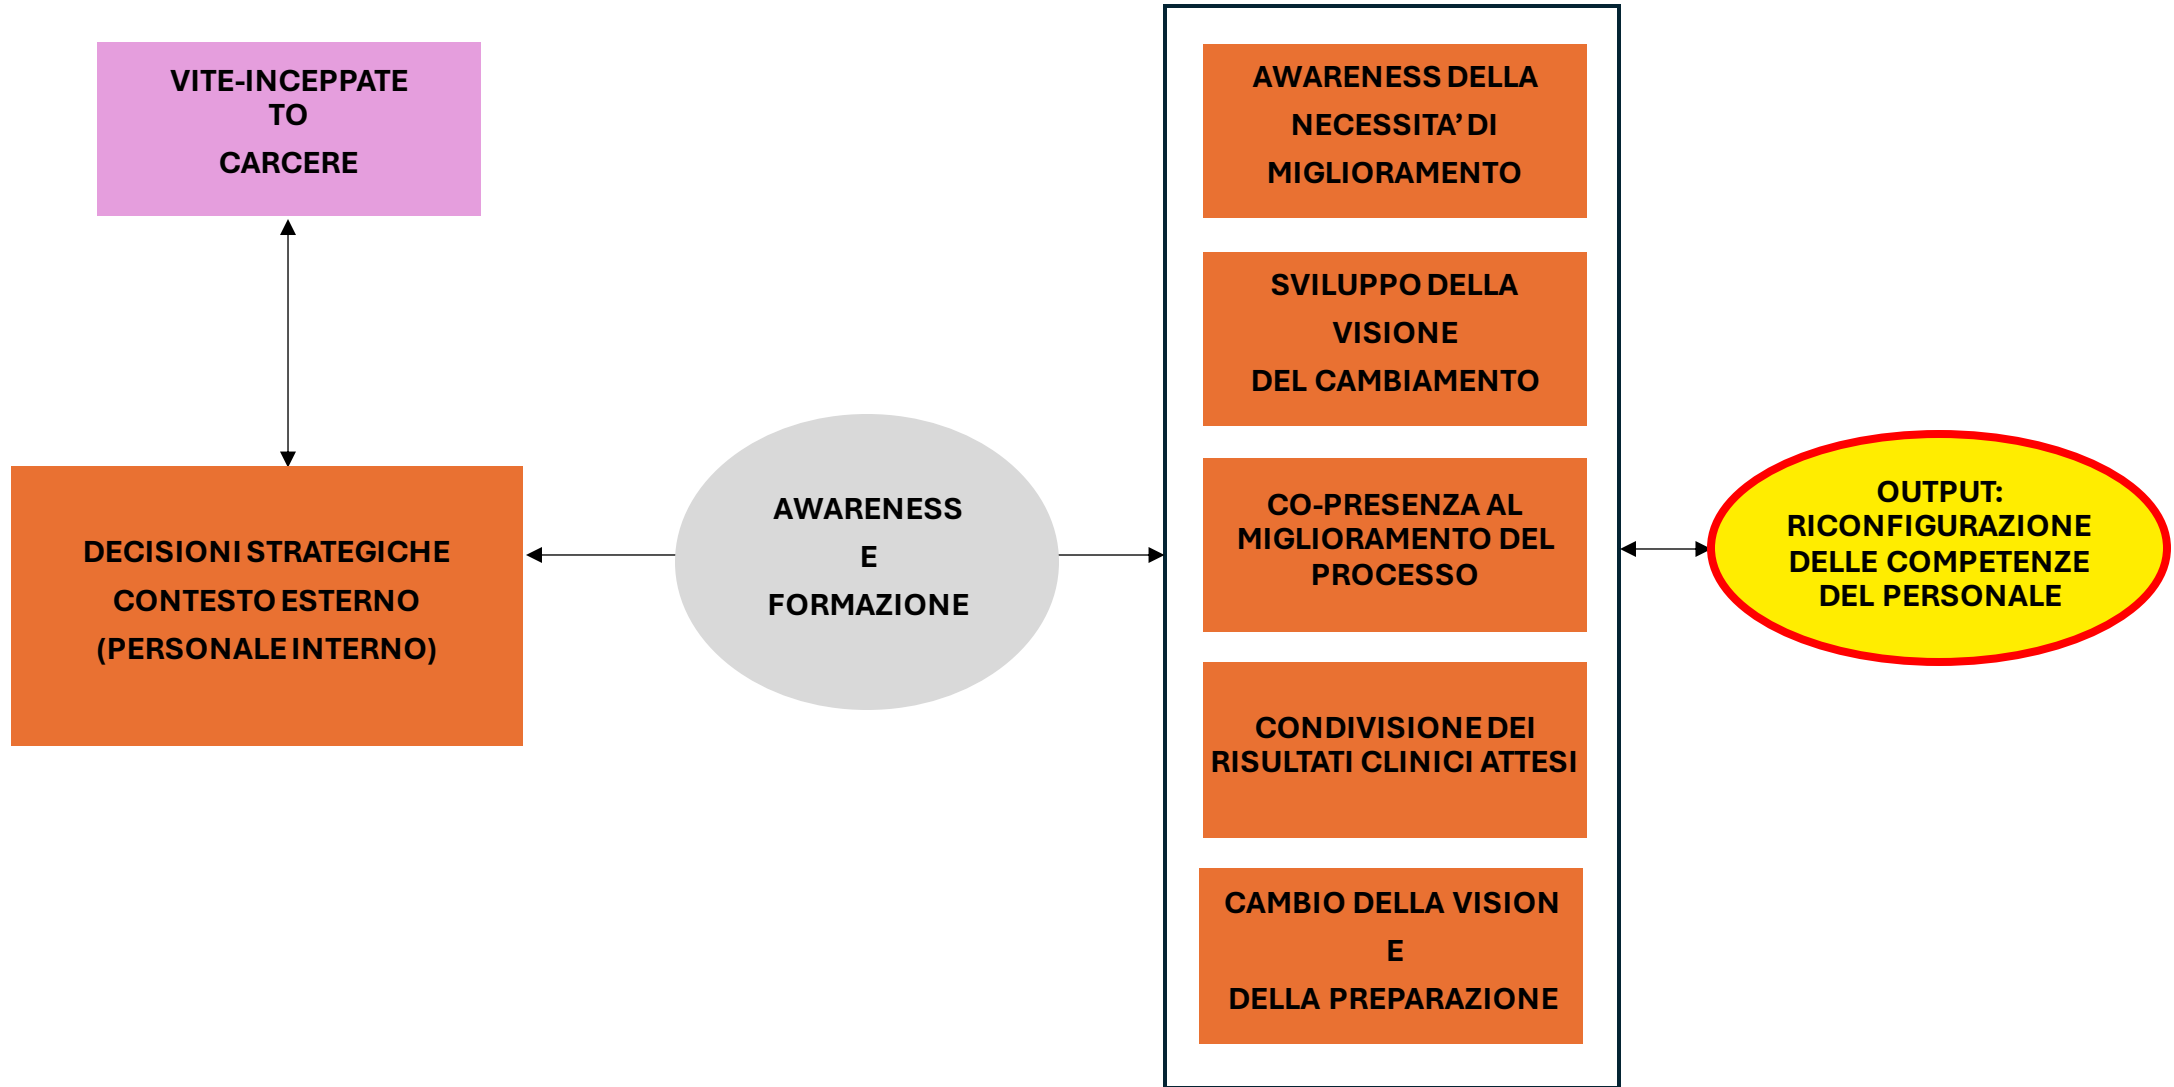 VITE-INCEPPATE
TO
CARCERE
DECISIONI STRATEGICHE
CONTESTO ESTERNO
(PERSONALE INTERNO)
AWARENESS
E
FORMAZIONE
AWARENESS DELLA
NECESSITA’ DI
MIGLIORAMENTO
SVILUPPO DELLA
VISIONE
DEL CAMBIAMENTO
CO-PRESENZA AL
MIGLIORAMENTO DEL
PROCESSO
CONDIVISIONE DEI
RISULTATI CLINICI ATTESI
CAMBIO DELLA VISION
E
DELLA PREPARAZIONE
OUTPUT:
RICONFIGURAZIONE
DELLE COMPETENZE
DEL PERSONALE